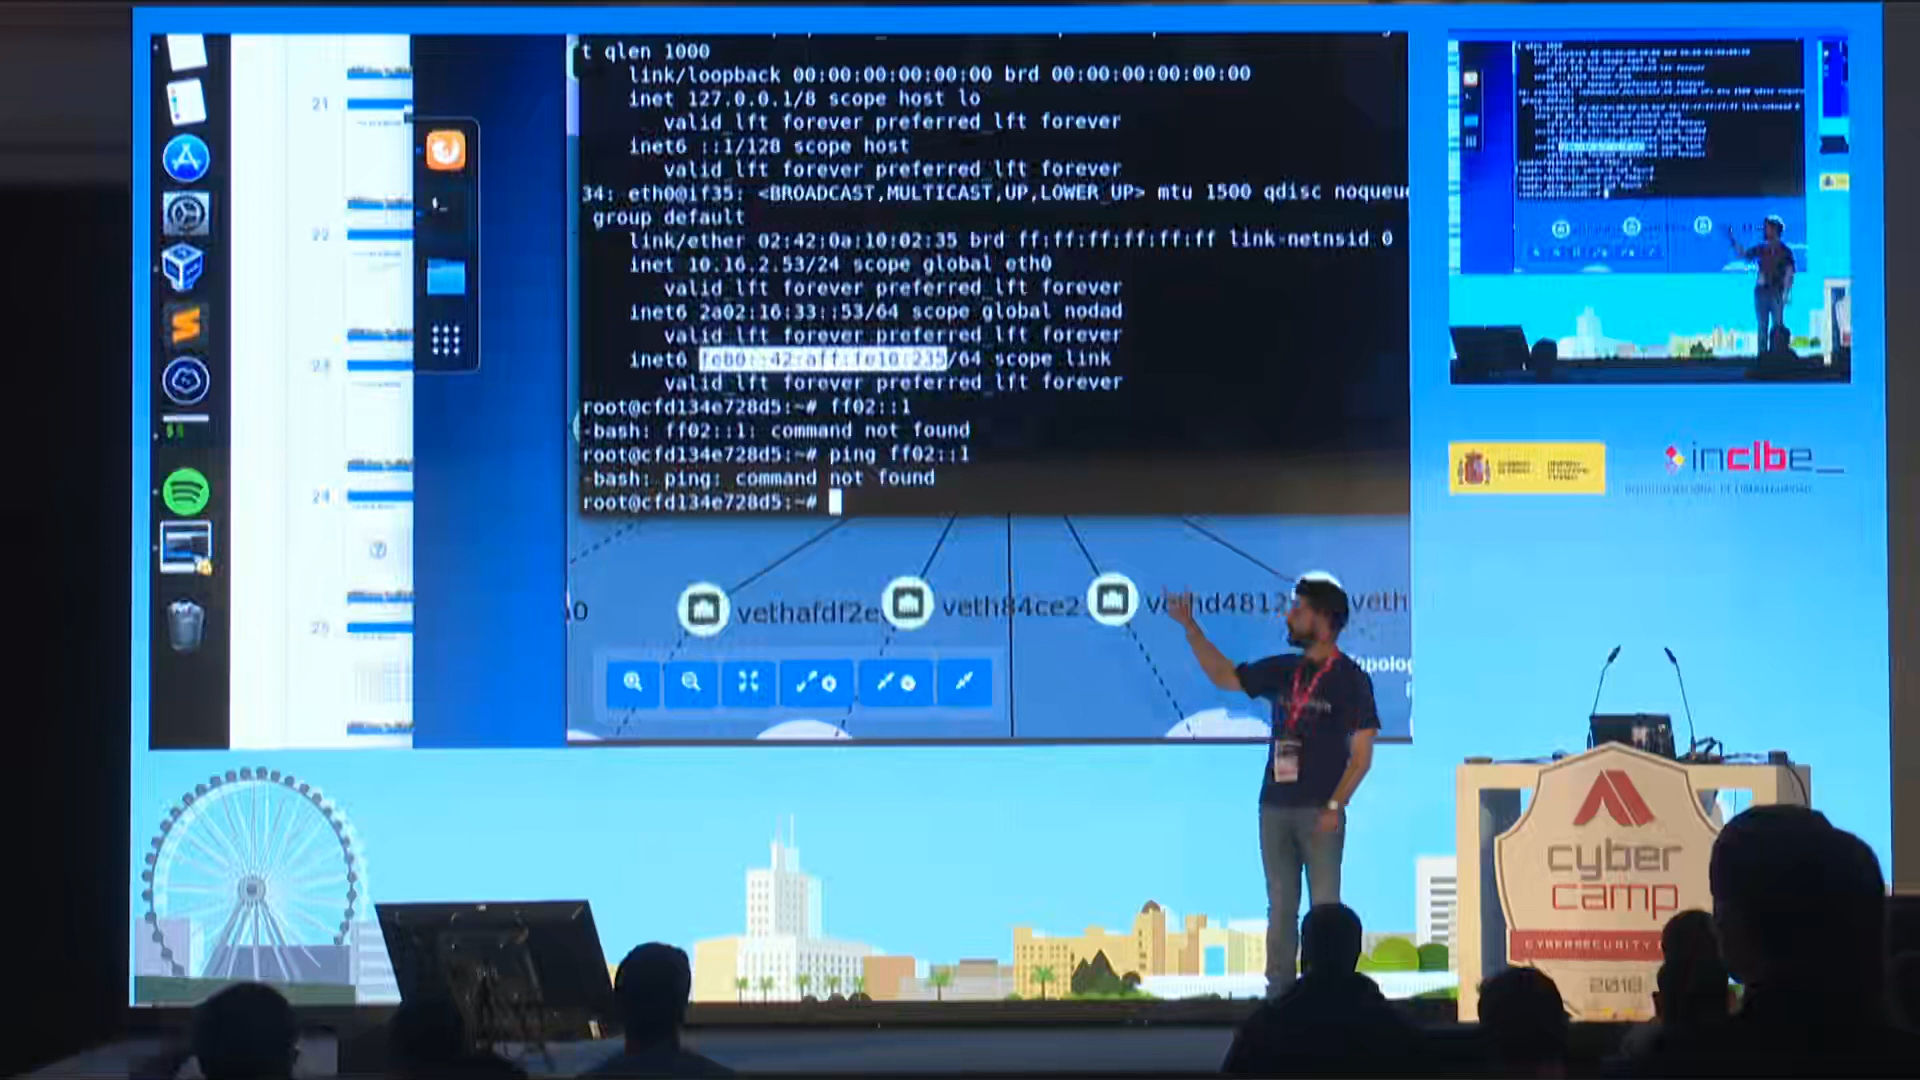 t qlen 1000
link/loopback 00:00:00:00:00:00 brd 00:00:00:00:00:00
inet 127.0.0.1/8 scope host lo
valid_lft forever preferred_lft forever
inet6 ::1/128 scope host
valid_lft forever preferred_lft forever
34: eth0@if35: <BROADCAST,MULTICAST,UP,LOWER_UP> mtu 1500 qdisc noqueue
group default
link/ether 02:42:0a:10:02:35 brd ff:ff:ff:ff:ff:ff link-netnsid 0
inet 10.16.2.53/24 scope global eth0
valid_lft forever preferred_lft forever
inet6 2a02:16:33::53/64 scope global nodad
valid_lft forever preferred_lft forever
inet6 fe80::42:aff:fe10:235/64 scope link
valid_lft forever preferred_lft forever
root@cfd134e728d5:~# ff02::1
-bash: ff02::1: command not found
root@cfd134e728d5:~# ping ff02::1
-bash: ping: command not found
root@cfd134e728d5:~#
vethafdf2e
veth84ce2
vethd4812
veth
21
22
23
24
25
incibe_
cyber
camp
CYBERSECURITY
2018